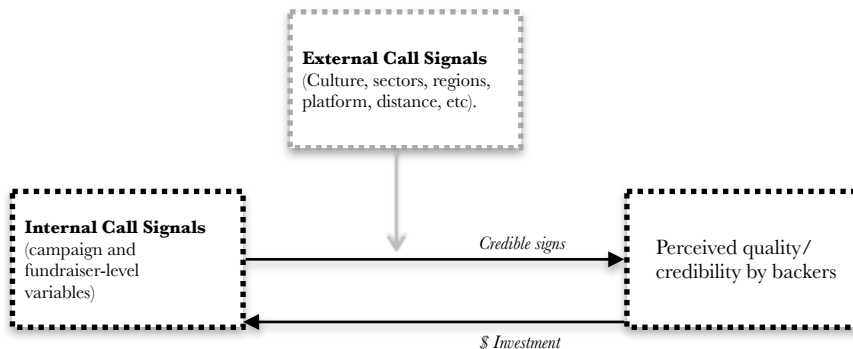 External Call Signals
(Culture, sectors, regions,
platform, distance, etc).
Internal Call Signals
(campaign and
fundraiser-level
variables)
Credible signs
Perceived quality/
credibility by backers
$ Investment